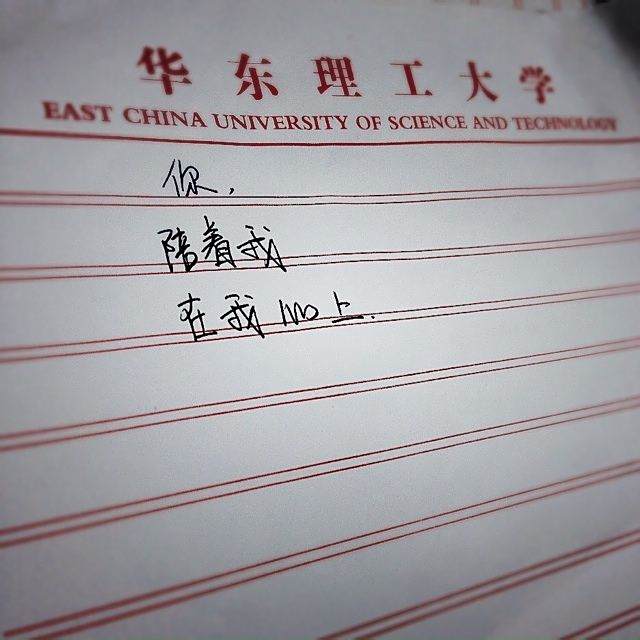 华东理工大学
EAST CHINA UNIVERSITY OF SCIENCE AND TECHNOLOGY
你,
陪着我
在我 心 上.